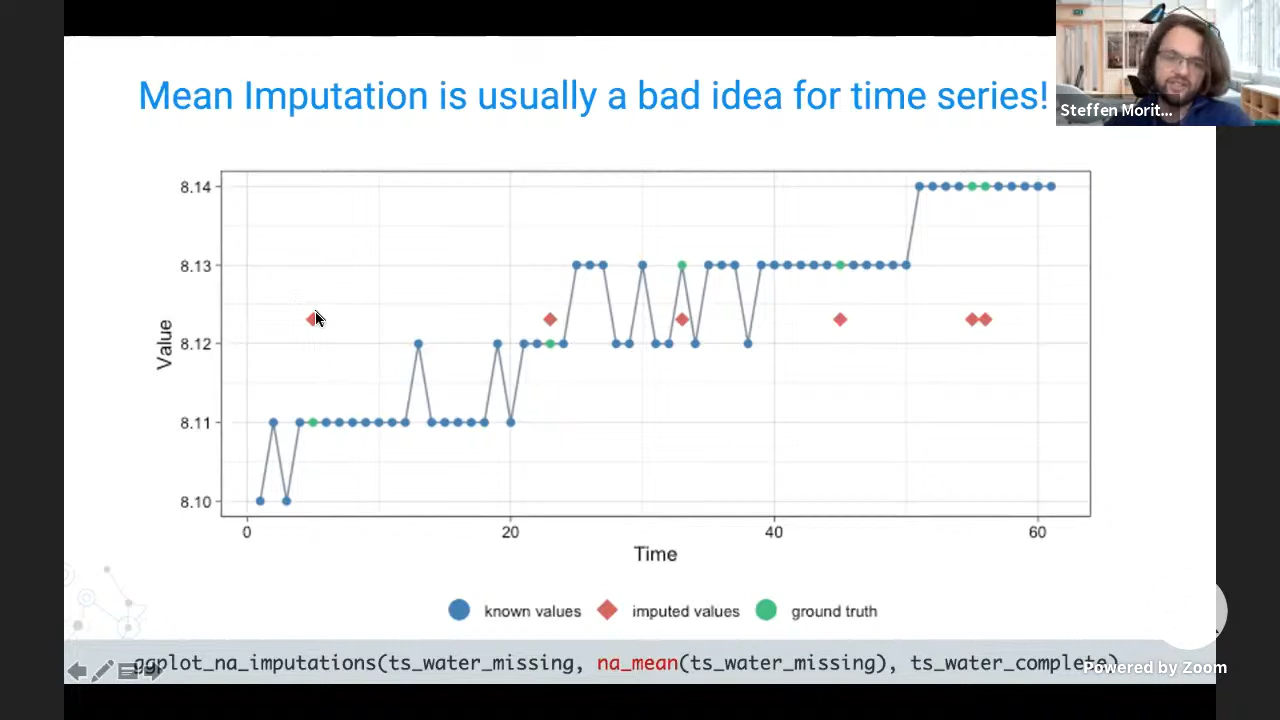 Mean Imputation is usually a bad idea for time series!
Steffen Morit...
8.14
8.13
8.12
8.11
8.10
Value
0 20 40 60
Time
known values imputed values ground truth
ggplot_na_imputations(ts_water_missing, na_mean(ts_water_missing), ts_water_complete)
Powered by Zoom